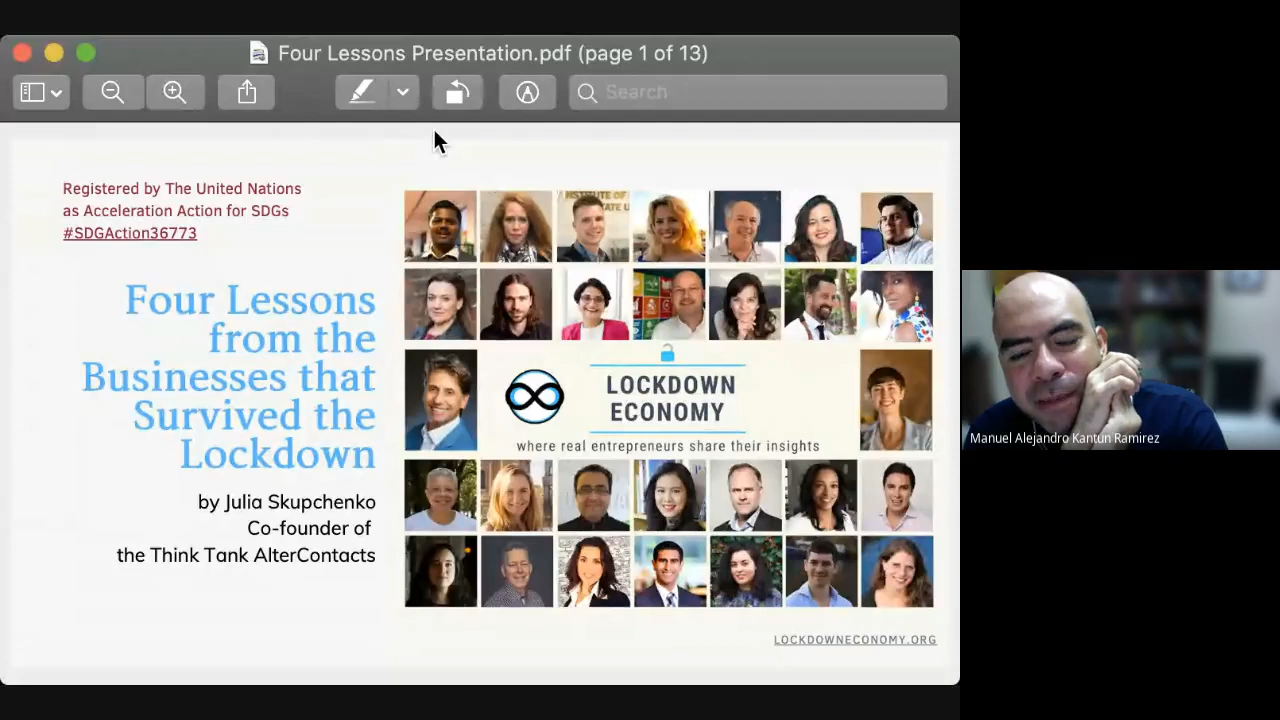 Four Lessons Presentation.pdf (page 1 of 13)
Search
Registered by The United Nations
as Acceleration Action for SDGs
#SDGAction36773
Four Lessons
from the
Businesses that
Survived the
Lockdown
by Julia Skupchenko
Co-founder of
the Think Tank AlterContacts
LOCKDOWN
ECONOMY
where real entrepreneurs share their insights
LOCKDOWNECONOMY.ORG
Manuel Alejandro Kantun Ramirez